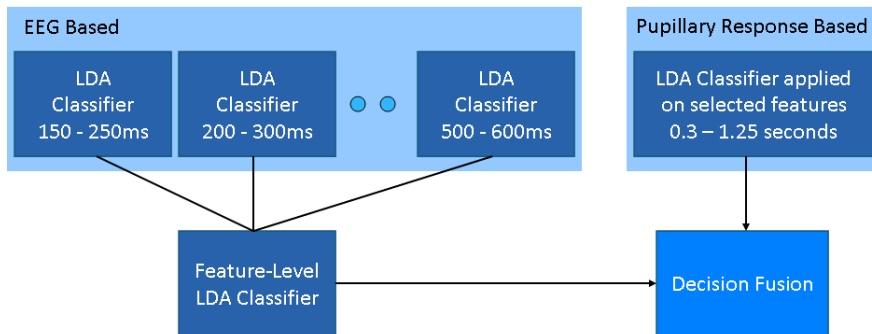 EEG Based
LDA
Classifier
150 - 250ms
LDA
Classifier
200 - 300ms
LDA
Classifier
500 - 600ms
Pupillary Response Based
LDA Classifier applied
on selected features
0.3 – 1.25 seconds
Feature-Level
LDA Classifier
Decision Fusion